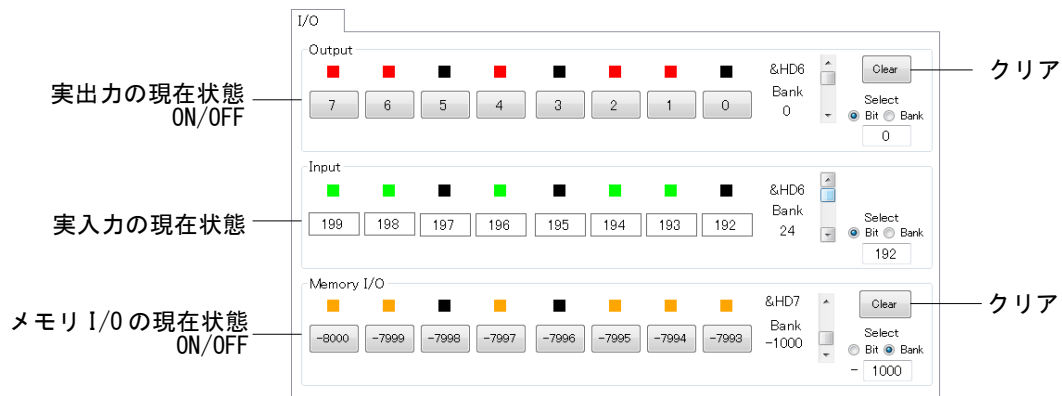 I/O
Output
&HD6
Clear
クリア
実出力の現在状態
ON/OFF
7 6 5 4 3 2 1 0
Bank
0
Select
Bit Bank
0
Input
&HD6
実入力の現在状態
199 198 197 196 195 194 193 192
Bank
24
Select
Bit Bank
192
Memory I/O
&HD7
Clear
クリア
メモリ I/O の現在状態
ON/OFF
-8000 -7999 -7998 -7997 -7996 -7995 -7994 -7993
Bank
-1000
Select
Bit Bank
- 1000